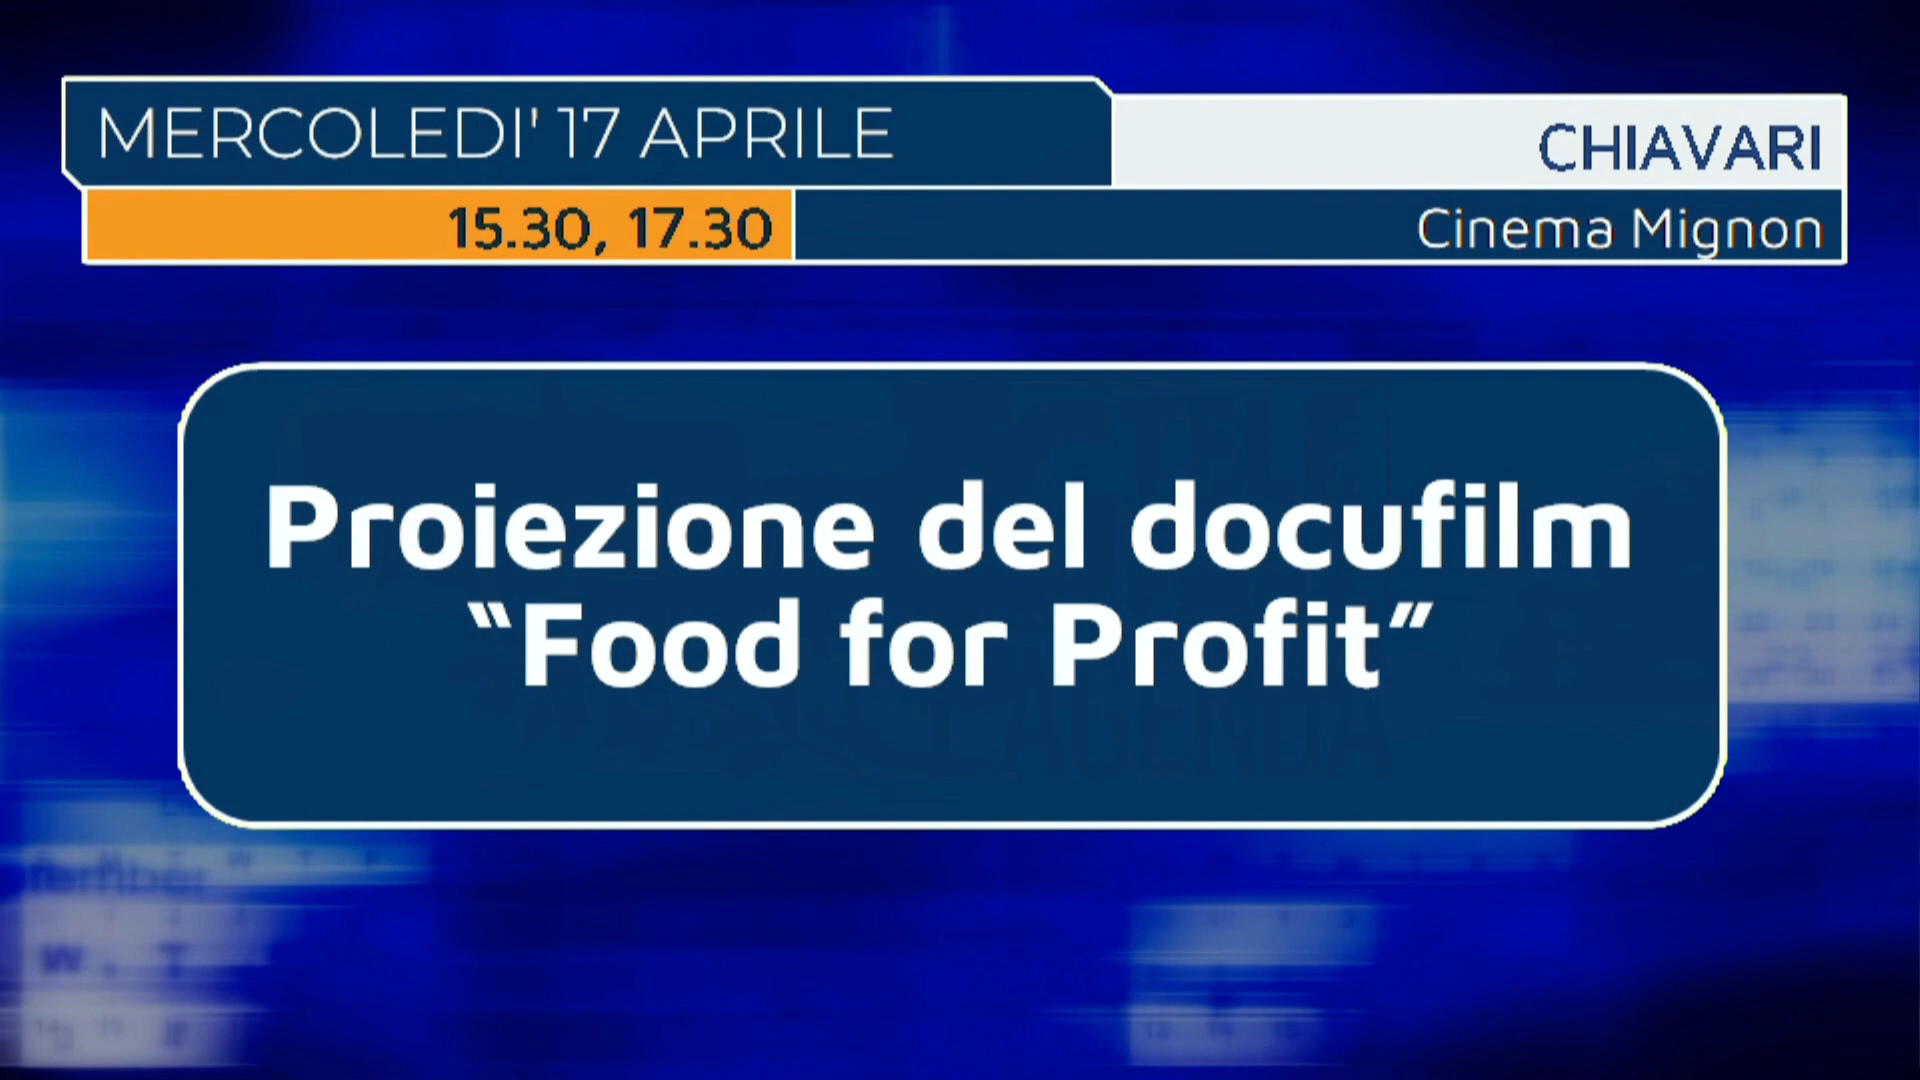 MERCOLEDI' 17 APRILE
CHIAVARI
15.30, 17.30
Cinema Mignon
Proiezione del docufilm
“Food for Profit”